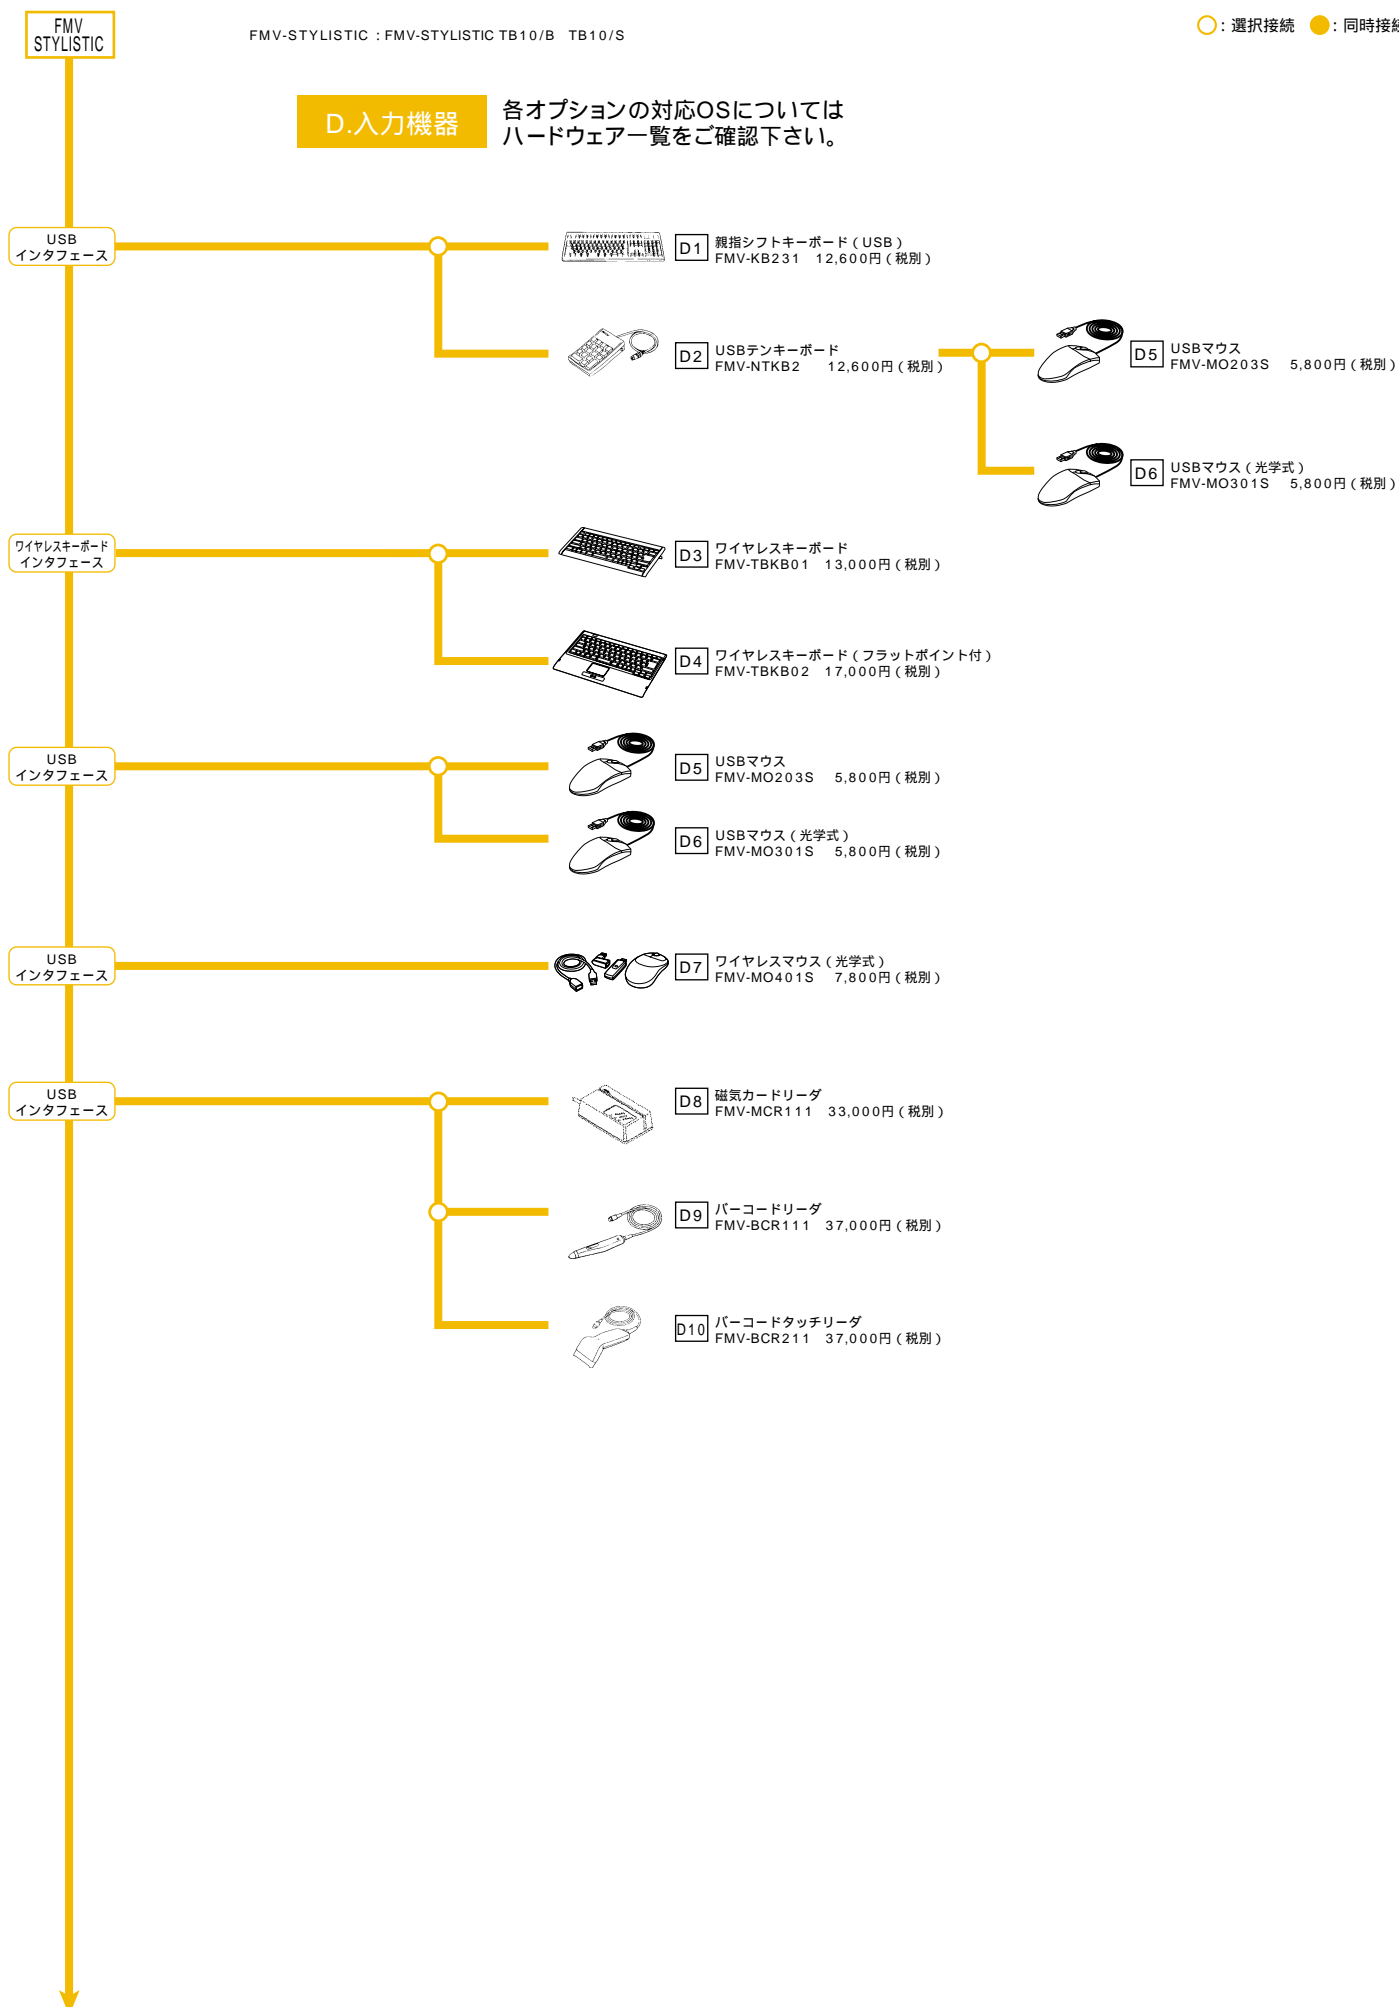 FMV
STYLISTIC
FMV-STYLISTIC : FMV-STYLISTIC TB10/B TB10/S
○ : 選択接続 ● : 同時接続
D.入力機器
各オプションの対応OSについては
ハードウェア一覧をご確認下さい。
USB
インタフェース
D1 親指シフトキーボード ( USB )
FMV-KB231 12,600円 ( 税別 )
D2 USBテンキーボード
FMV-NTKB2 12,600円 ( 税別 )
D5 USBマウス
FMV-MO203S 5,800円 ( 税別 )
D6 USBマウス ( 光学式 )
FMV-MO301S 5,800円 ( 税別 )
ワイヤレスキーボード
インタフェース
D3 ワイヤレスキーボード
FMV-TBKB01 13,000円 ( 税別 )
D4 ワイヤレスキーボード ( フラットポイント付 )
FMV-TBKB02 17,000円 ( 税別 )
USB
インタフェース
D5 USBマウス
FMV-MO203S 5,800円 ( 税別 )
D6 USBマウス ( 光学式 )
FMV-MO301S 5,800円 ( 税別 )
USB
インタフェース
D7 ワイヤレスマウス ( 光学式 )
FMV-MO401S 7,800円 ( 税別 )
USB
インタフェース
D8 磁気カードリーダ
FMV-MCR111 33,000円 ( 税別 )
D9 バーコードリーダ
FMV-BCR111 37,000円 ( 税別 )
D10 バーコードタッチリーダ
FMV-BCR211 37,000円 ( 税別 )